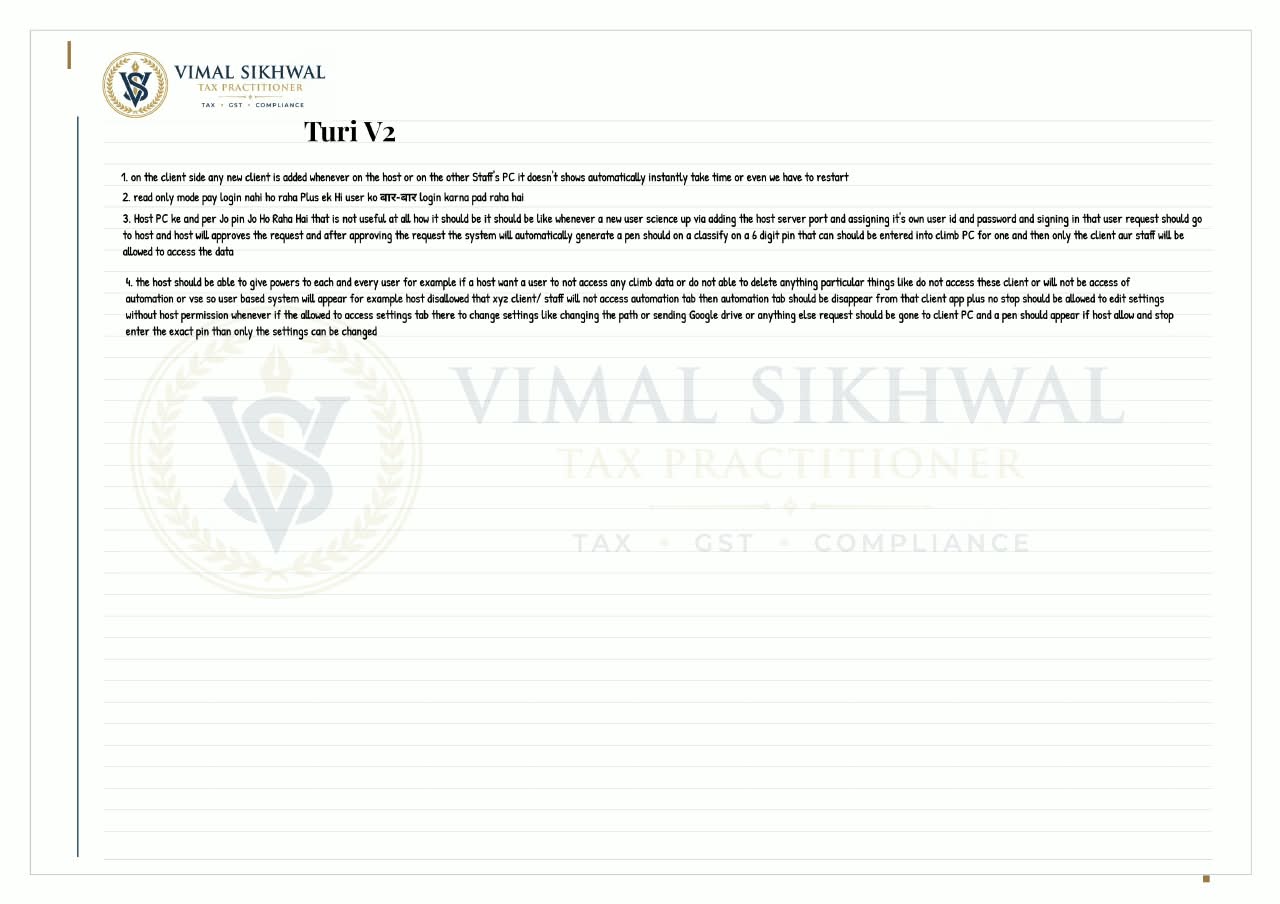 VIMAL SIKHWAL
TAX PRACTITIONER
TAX • GST • COMPLIANCE
Turi V2
1. on the client side any new client is added whenever on the host or on the other Staff's PC it doesn't shows automatically instantly take time or even we have to restart
2. read only mode pay login nahi ho raha Plus ek Hi user ko बार-बार login karna pad raha hai
3. Host PC ke and per Jo pin Jo Ho Raha Hai that is not useful at all how it should be it should be like whenever a new user science up via adding the host server port and assigning it's own user id and password and signing in that user request should go
to host and host will approves the request and after approving the request the system will automatically generate a pen should on a classify on a 6 digit pin that can should be entered into climb PC for one and then only the client aur staff will be
allowed to access the data
4. the host should be able to give powers to each and every user for example if a host want a user to not access any climb data or do not able to delete anything particular things like do not access these client or will not be access of
automation or vse so user based system will appear for example host disallowed that xyz client/ staff will not access automation tab then automation tab should be disappear from that client app plus no stop should be allowed to edit settings
without host permission whenever if the allowed to access settings tab there to change settings like changing the path or sending Google drive or anything else request should be gone to client PC and a pen should appear if host allow and stop
enter the exact pin than only the settings can be changed
VIMAL SIKHWAL
TAX PRACTITIONER
TAX • GST • COMPLIANCE